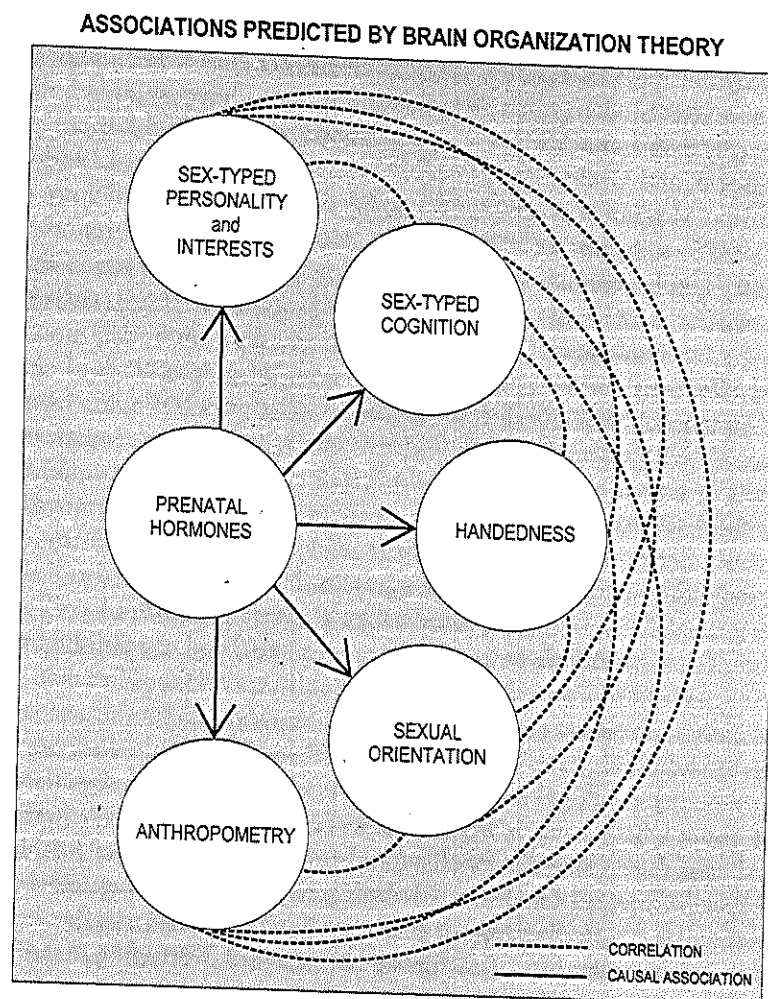 ASSOCIATIONS PREDICTED BY BRAIN ORGANIZATION THEORY
SEX-TYPED
PERSONALITY
and
INTERESTS
SEX-TYPED
COGNITION
PRENATAL
HORMONES
HANDEDNESS
SEXUAL
ORIENTATION
ANTHROPOMETRY
CORRELATION
CAUSAL ASSOCIATION